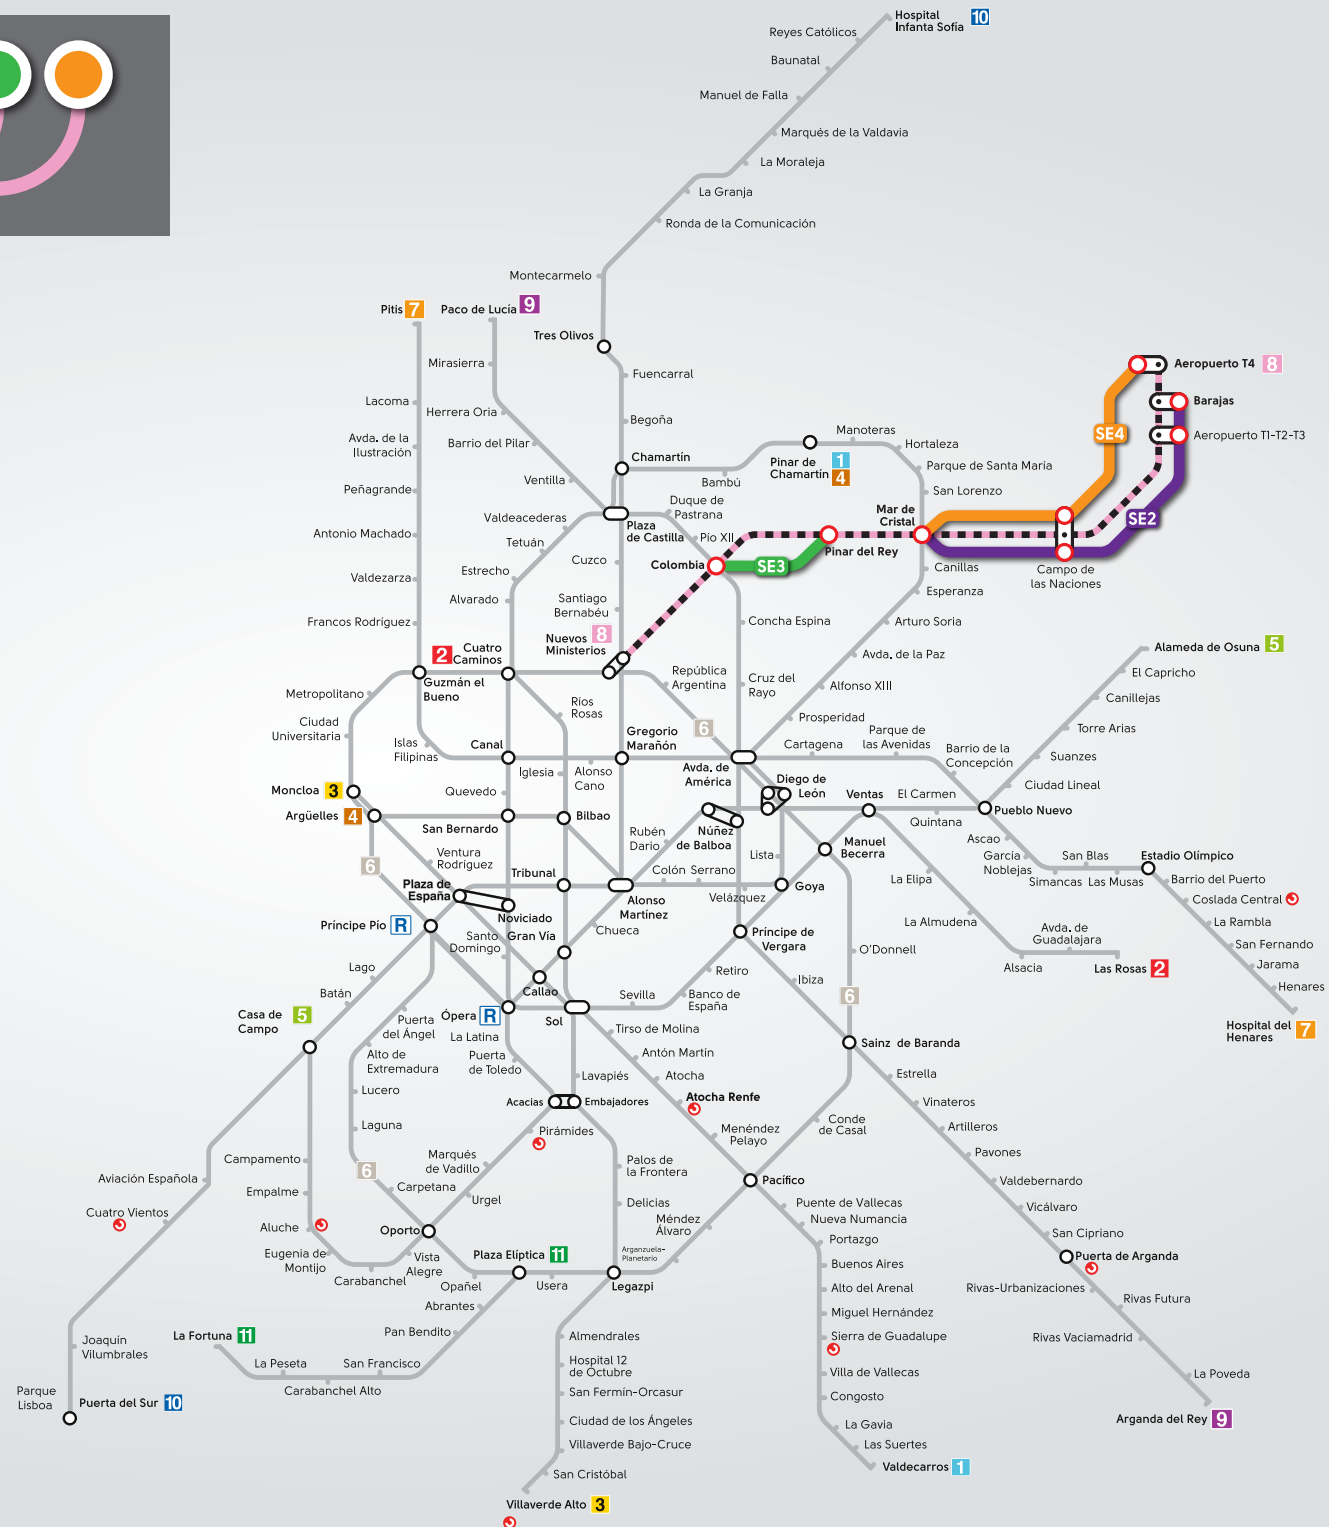 Hospital
Infanta Sofía
10
Reyes Católicos
Baunatal
Manuel de Falla
Marqués de la Valdavia
La Moraleja
La Granja
Ronda de la Comunicación
Montecarmelo
Pitis 7
Paco de Lucía 9
Tres Olivos
Mirasierra
Fuencarral
Aeropuerto T4 8
Lacoma
Herrera Oria
Barajas
Begoña
Avda. de la
Ilustración
Barrio del Pilar
Manoteras
Hortaleza
SE4
Aeropuerto T1-T2-T3
Chamartín
Pinar de
Chamartín
1
4
Parque de Santa María
Peñagrande
Ventilla
Bambú
San Lorenzo
Duque de
Pastrana
Mar de
Cristal
SE2
Valdeacederas
Plaza
de Castilla
Antonio Machado
Tetuán
Pío XII
Pinar del Rey
Cuzco
Colombia
SE3
Canillas
Campo de
las Naciones
Valdezarza
Estrecho
Esperanza
Alvarado
Santiago
Bernabéu
Francos Rodríguez
Concha Espina
Arturo Soria
Nuevos
Ministerios
8
2
Cuatro
Caminos
Avda. de la Paz
Alameda de Osuna 5
Guzmán el
Bueno
República
Argentina
Cruz del
Rayo
Alfonso XIII
El Capricho
Metropolitano
Canillejas
Ríos
Rosas
Ciudad
Universitaria
6
Prosperidad
Torre Arias
Islas
Filipinas
Canal
Gregorio
Marañón
Cartagena
Parque de
las Avenidas
Barrio de la
Concepción
Suanzes
Iglesia
Alonso
Cano
Avda. de
América
Diego de
León
Ciudad Lineal
Moncloa 3
Quevedo
Ventas
El Carmen
Pueblo Nuevo
Argüelles 4
San Bernardo
Bilbao
Rubén
Darío
Núñez
de Balboa
Quintana
Manuel
Becerra
Ascao
6
Ventura
Rodríguez
Lista
García
Noblejas
San Blas
Estadio Olímpico
Tribunal
Colón
Serrano
Goya
La Elipa
Simancas
Las Musas
Barrio del Puerto
Plaza de
España
Velázquez
Coslada Central
Noviciado
Alonso
Martínez
La Almudena
La Rambla
Príncipe Pío R
Chueca
Príncipe de
Vergara
Avda. de
Guadalajara
Santo
Domingo
Gran Vía
O'Donnell
San Fernando
Lago
Retiro
Alsacia
Las Rosas 2
Jarama
Batán
Callao
Ibiza
Sevilla
Banco de
España
6
Henares
Casa de
Campo
5
Ópera R
Sol
Puerta
del Ángel
La Latina
Tirso de Molina
Hospital del
Henares
7
Alto de
Extremadura
Puerta
de Toledo
Antón Martín
Sainz de Baranda
Lavapiés
Atocha
Estrella
Lucero
Acacias
Embajadores
Atocha Renfe
Vinateros
Laguna
Pirámides
Menéndez
Pelayo
Conde
de Casal
Artilleros
Campamento
Marqués
de Vadillo
Palos de
la Frontera
Pavones
6
Aviación Española
Carpetana
Pacífico
Valdebernardo
Empalme
Urgel
Delicias
Puente de Vallecas
Vicálvaro
Cuatro Vientos
Nueva Numancia
Aluche
Oporto
Méndez
Álvaro
Portazgo
San Cipriano
Eugenia de
Montijo
Vista
Alegre
Plaza Elíptica 11
Arganzuela-
Planetario
Buenos Aires
Puerta de Arganda
Carabanchel
Opañel
Usera
Legazpi
Alto del Arenal
Rivas-Urbanizaciones
Abrantes
Miguel Hernández
Rivas Futura
La Fortuna 11
Pan Bendito
Almendrales
Sierra de Guadalupe
Rivas Vaciamadrid
Joaquín
Vilumbrales
La Peseta
San Francisco
Hospital 12
de Octubre
Villa de Vallecas
La Poveda
Carabanchel Alto
San Fermín-Orcasur
Congosto
Parque
Lisboa
Puerta del Sur 10
Ciudad de los Ángeles
La Gavia
Arganda del Rey 9
Villaverde Bajo-Cruce
Las Suertes
San Cristóbal
Valdecarros 1
Villaverde Alto 3